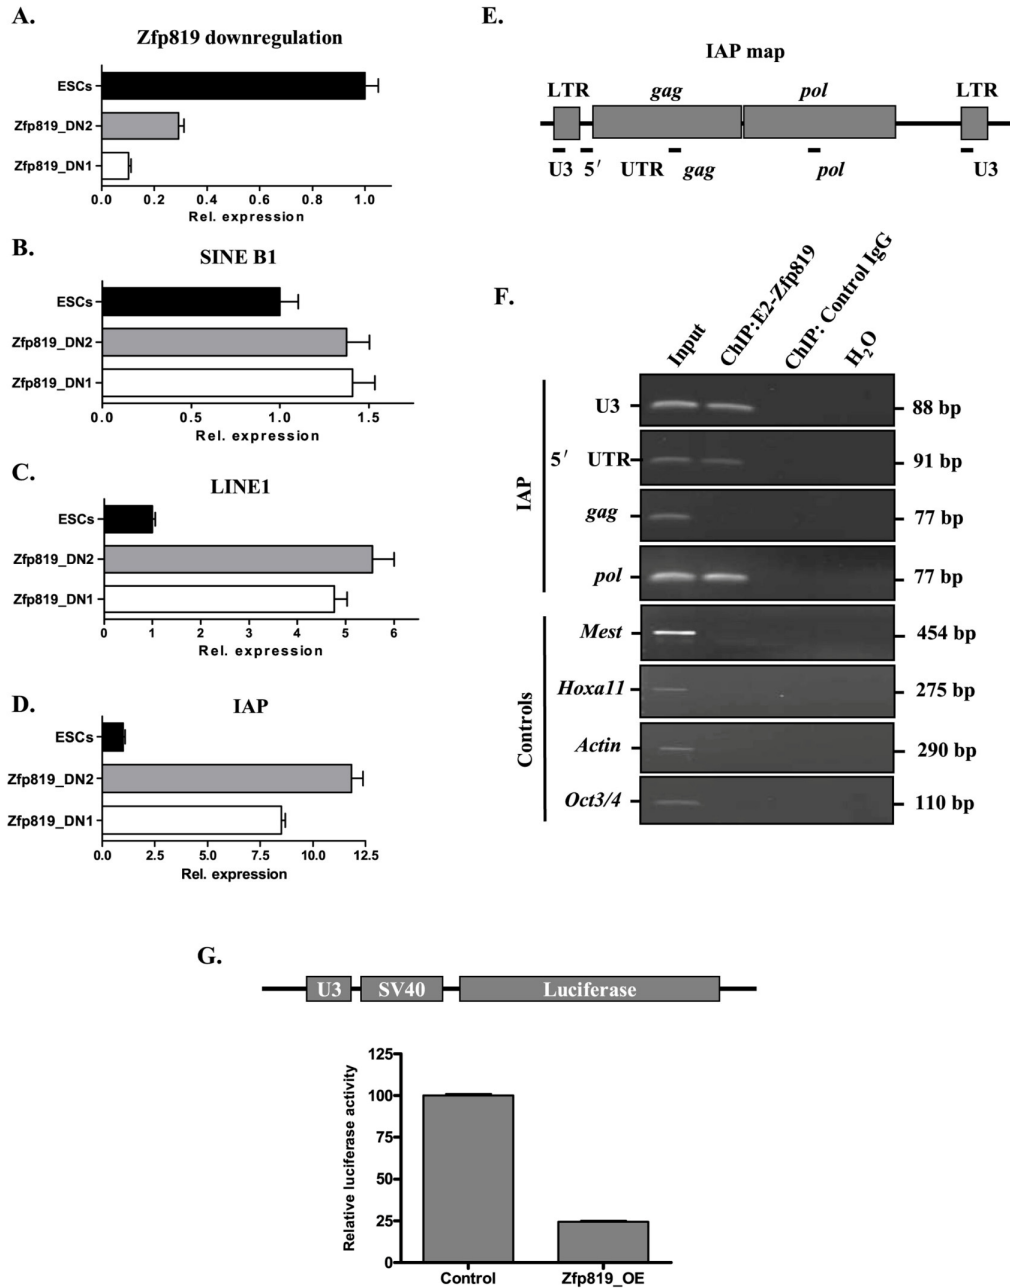 A.
Zfp819 downregulation
ESCs
Zfp819_DN2
Zfp819_DN1
0.0 0.2 0.4 0.6 0.8 1.0
Rel. expression
B.
SINE B1
ESCs
Zfp819_DN2
Zfp819_DN1
0.0 0.5 1.0 1.5
Rel. expression
C.
LINE1
ESCs
Zfp819_DN2
Zfp819_DN1
0 1 2 3 4 5 6
Rel. expression
D.
IAP
ESCs
Zfp819_DN2
Zfp819_DN1
0.0 2.5 5.0 7.5 10.0 12.5
Rel. expression
E.
IAP map
LTR gag pol LTR
U3 5′ UTR gag pol U3
F.
Input
ChIP:E2-Zfp819
ChIP: Control IgG
H2O
IAP
U3 88 bp
5′ UTR 91 bp
gag 77 bp
pol 77 bp
Controls
Mest 454 bp
Hoxa11 275 bp
Actin 290 bp
Oct3/4 110 bp
G.
U3 SV40 Luciferase
Relative luciferase activity
125
100
75
50
25
0
Control Zfp819_OE